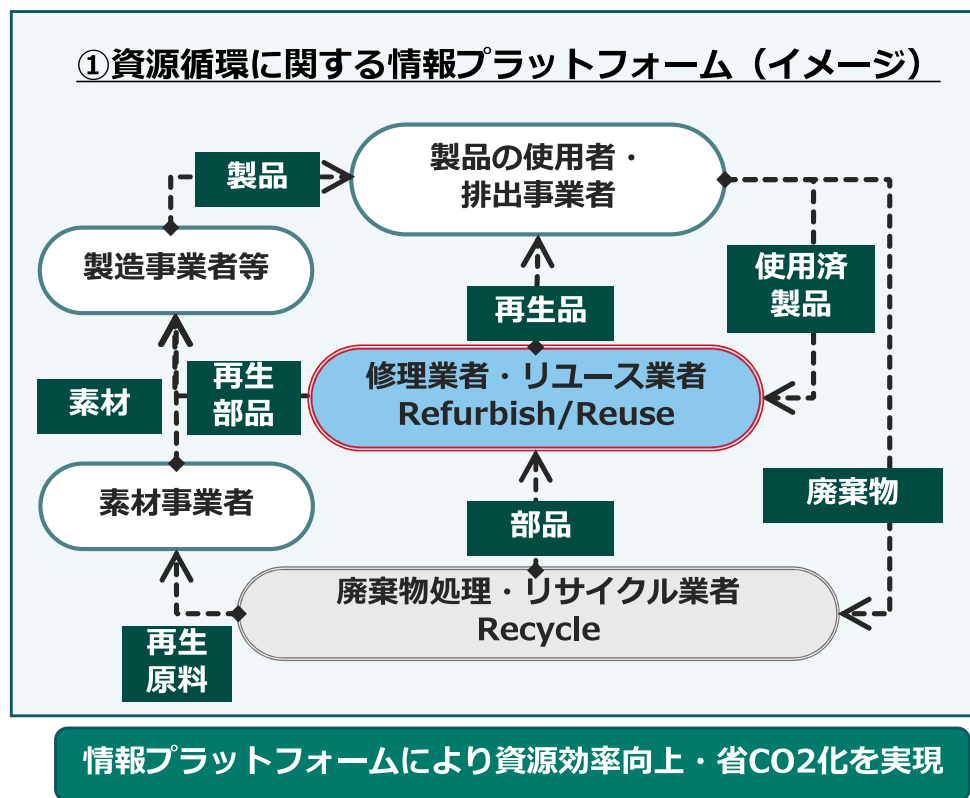 ①資源循環に関する情報プラットフォーム（イメージ）
製品の使用者・
排出事業者
製品
製造事業者等
使用済
製品
再生品
修理業者・リユース業者
Refurbish/Reuse
再生
部品
素材
素材事業者
廃棄物
部品
廃棄物処理・リサイクル業者
Recycle
再生
原料
情報プラットフォームにより資源効率向上・省CO2化を実現